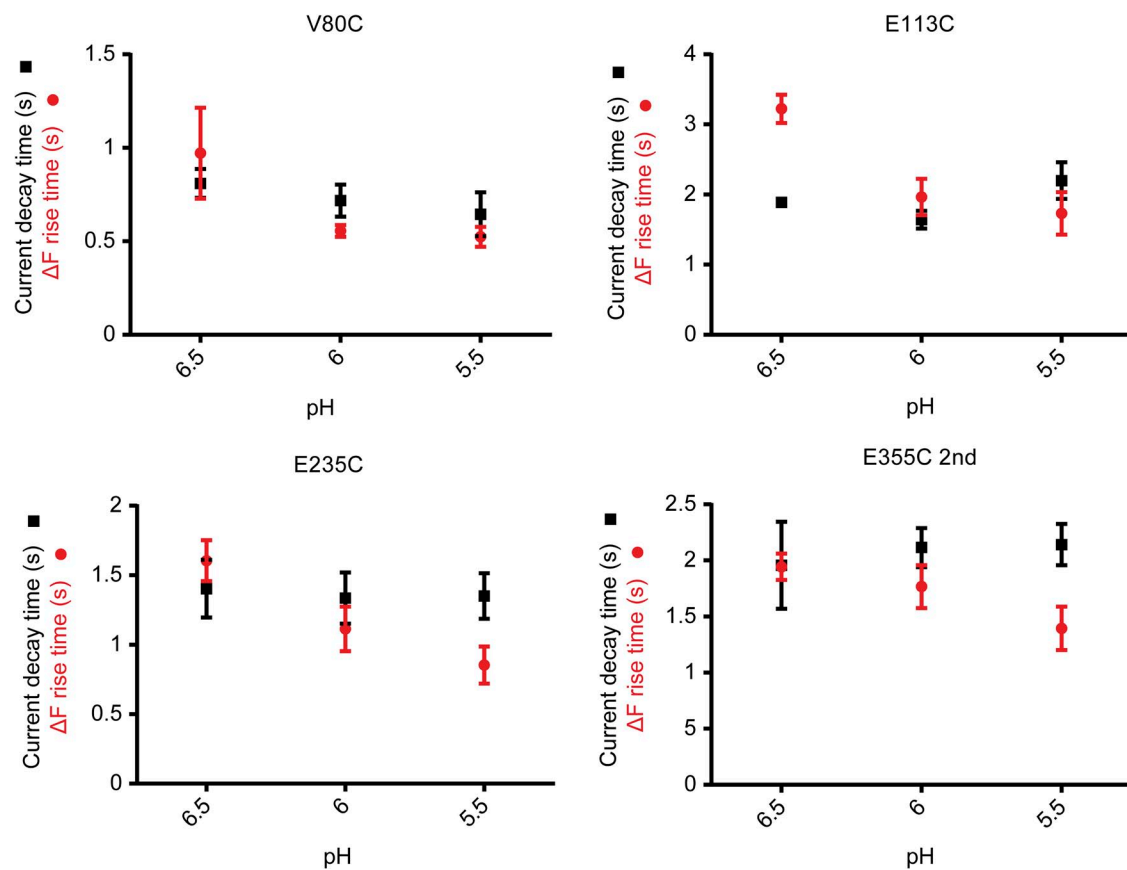 V80C
Current decay time (s)
ΔF rise time (s)
1.5
1
0.5
0
6.5
6
5.5
pH
E113C
Current decay time (s)
ΔF rise time (s)
4
3
2
1
0
6.5
6
5.5
pH
E235C
Current decay time (s)
ΔF rise time (s)
2
1.5
1
0.5
0
6.5
6
5.5
pH
E355C 2nd
Current decay time (s)
ΔF rise time (s)
2.5
2
1.5
1
5
0
6.5
6
5.5
pH